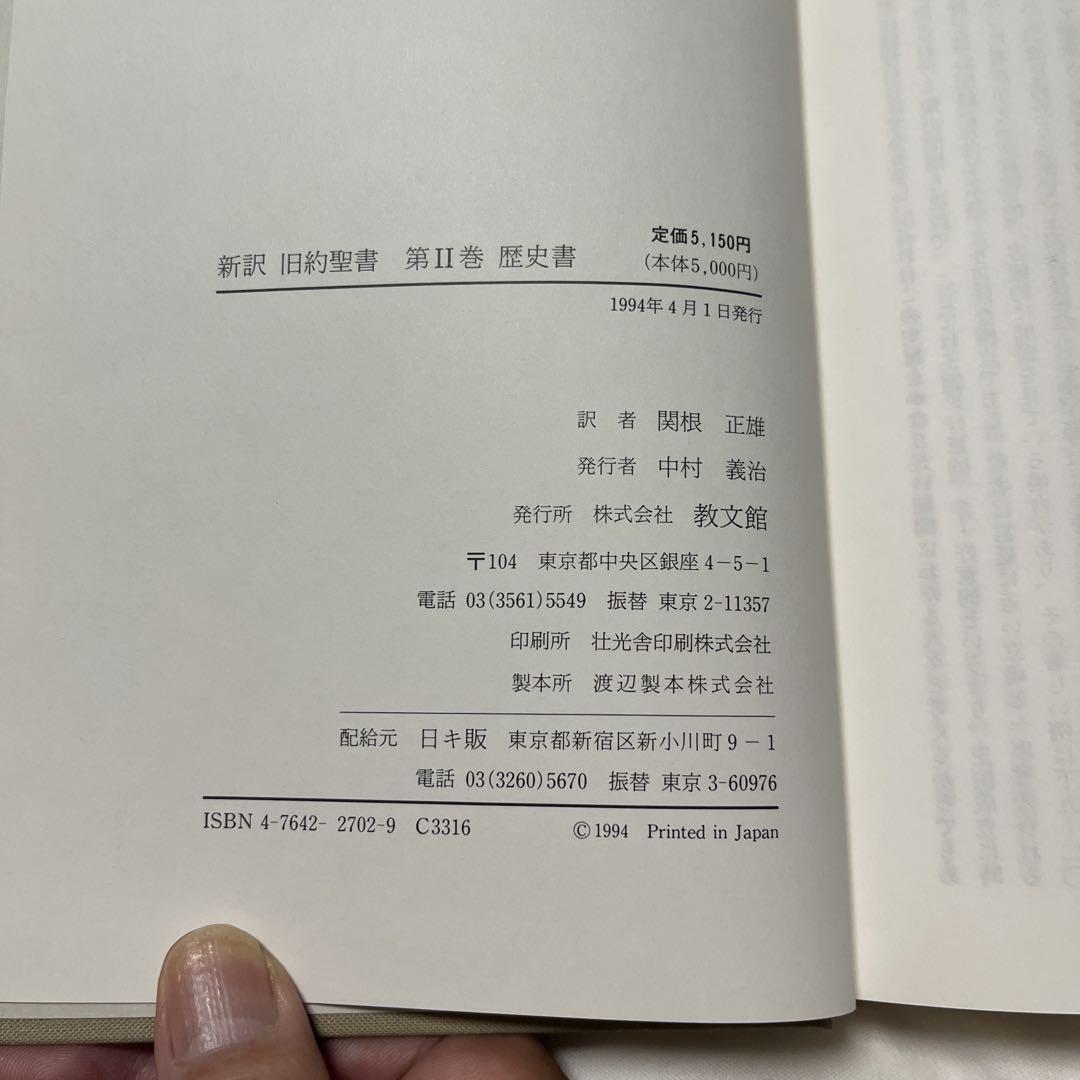 定価5,150円
新訳 旧約聖書 第II巻 歴史書 (本体5,000円)
1994年4月1日発行
訳 者 関根 正雄
発行者 中村 義治
発行所 株式会社 教文館
〒104 東京都中央区銀座4-5-1
電話 03(3561)5549 振替 東京2-11357
印刷所 壮光舎印刷株式会社
製本所 渡辺製本株式会社
配給元 日キ販 東京都新宿区新小川町9-1
電話 03(3260)5670 振替 東京3-60976
ISBN 4-7642- 2702-9 C3316 ©1994 Printed in Japan